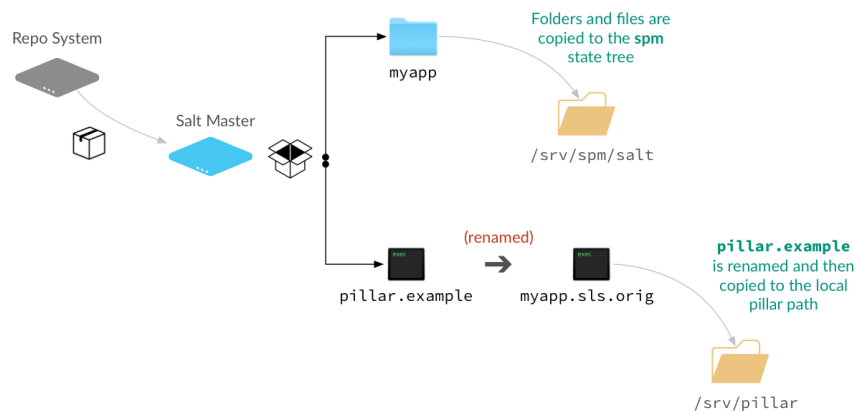 Repo System
Salt Master
myapp
Folders and files are
copied to the spm
state tree
/srv/spm/salt
exec
pillar.example
(renamed)
exec
myapp.sls.orig
pillar.example
is renamed and then
copied to the local
pillar path
/srv/pillar